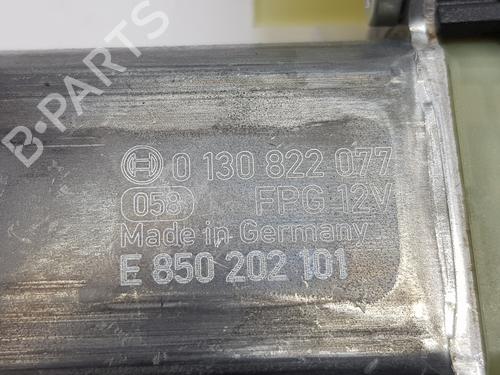 B-PARTS
0 130 822 077
058 FPG 12V
Made in Germany
E 850 202 101